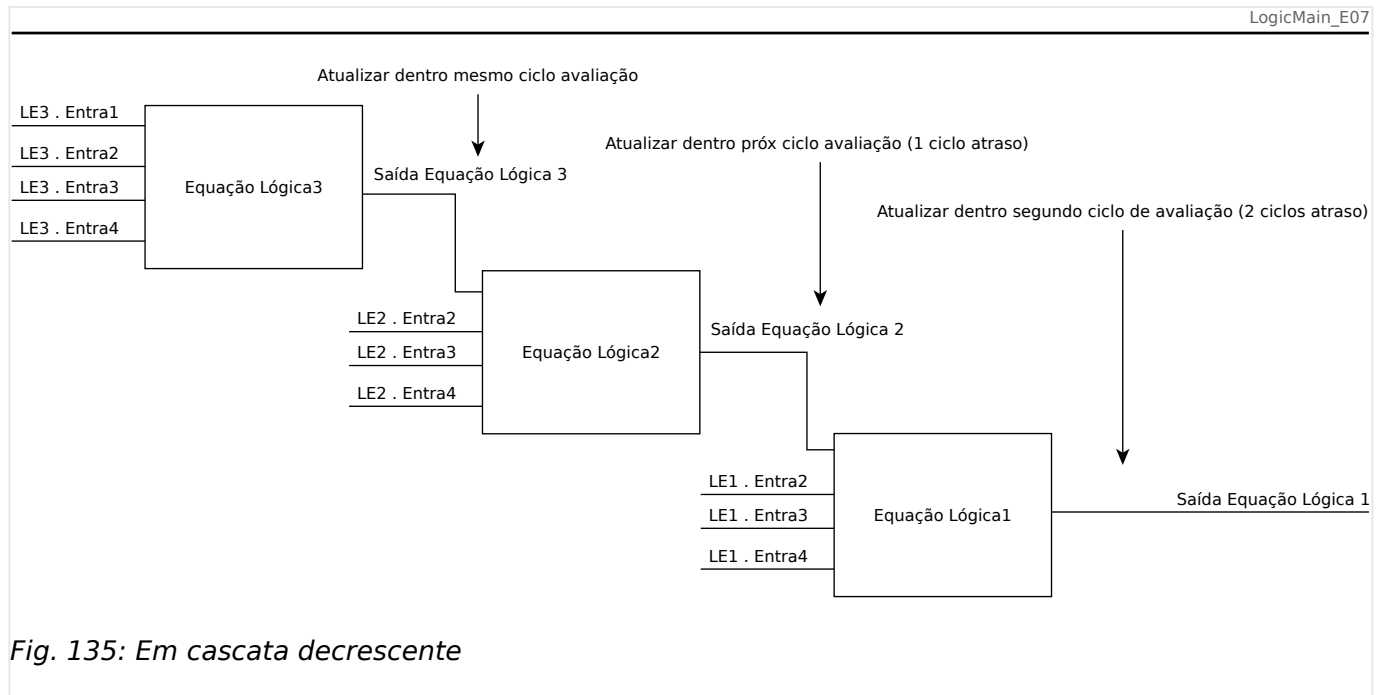 LogicMain_E07
Atualizar dentro mesmo ciclo avaliação
LE3 . Entra1
LE3 . Entra2
LE3 . Entra3
LE3 . Entra4
Equação Lógica3
Saída Equação Lógica 3
Atualizar dentro próx ciclo avaliação (1 ciclo atraso)
LE2 . Entra2
LE2 . Entra3
LE2 . Entra4
Equação Lógica2
Saída Equação Lógica 2
Atualizar dentro segundo ciclo de avaliação (2 ciclos atraso)
LE1 . Entra2
LE1 . Entra3
LE1 . Entra4
Equação Lógica1
Saída Equação Lógica 1
Fig. 135: Em cascata decrescente